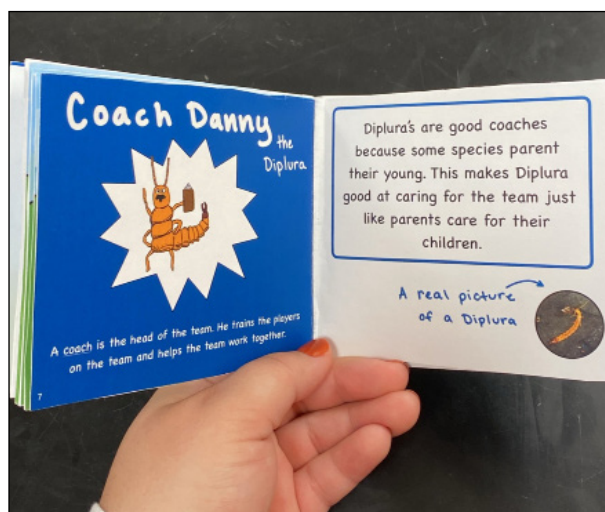 Coach Danny
the
Diplura
A coach is the head of the team. He trains the players
on the team and helps the team work together.
7
Diplura's are good coaches
because some species parent
their young. This makes Diplura
good at caring for the team just
like parents care for their
children.
A real picture
of a Diplura